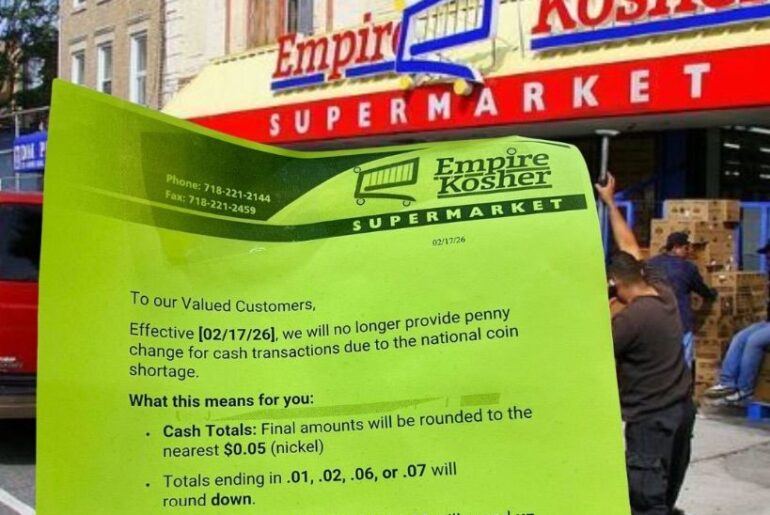 Empire Kosher
SUPERMARKET
Phone: 718-221-2144
Fax: 718-221-2459
Empire
Kosher
SUPERMARKET
02/17/26
To our Valued Customers,
Effective [02/17/26], we will no longer provide penny
change for cash transactions due to the national coin
shortage.
What this means for you:
• Cash Totals: Final amounts will be rounded to the
nearest $0.05 (nickel)
• Totals ending in .01, .02, .06, or .07 will
round down.